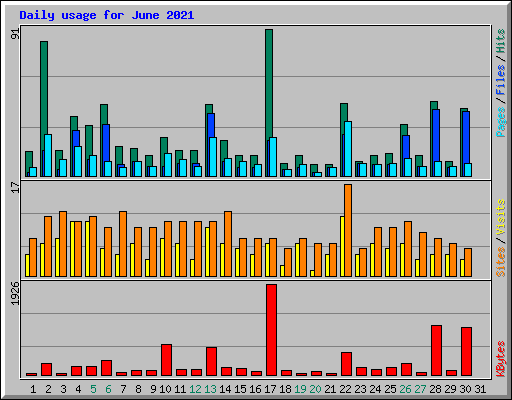 Daily usage for June 2021
91
Pages / Files / Hits
17
Sites / Visits
1926
KBytes
1 2 3 4 5 6 7 8 9 10 11 12 13 14 15 16 17 18 19 20 21 22 23 24 25 26 27 28 29 30 31